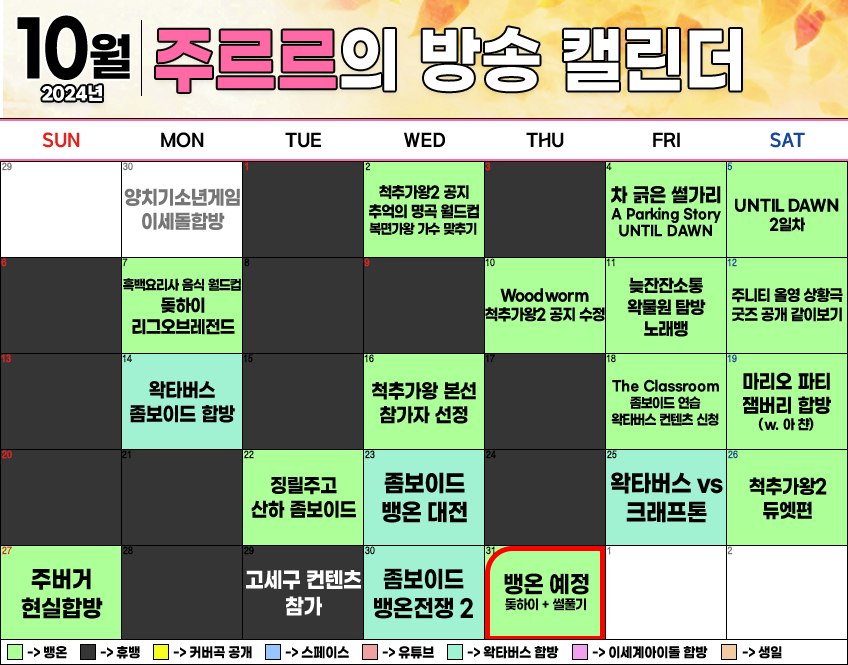 10월
2024년
주르르의 방송 캘린더
SUN MON TUE WED THU FRI SAT
29 30 1 2 3 4 5
양치기소년게임
이세돌합방
척추가왕2 공지
추억의 명곡 월드컵
복면가왕 가수 맞추기
차 긁은 썰가리
A Parking Story
UNTIL DAWN
UNTIL DAWN
2일차
6 7 8 9 10 11 12
흑백요리사 음식 월드컵
돚하이
리그오브레전드
Woodworm
척추가왕2 공지 수정
늦잔잔소통
왁물원 탐방
노래뱅
주니티 올영 상황극
굿즈 공개 같이보기
13 14 15 16 17 18 19
왁타버스
좀보이드 합방
척추가왕 본선
참가자 선정
The Classroom
좀보이드 연습
왁타버스 컨텐츠 신청
마리오 파티
잼버리 합방
(w. 아 챤)
20 21 22 23 24 25 26
징릴주고
산하 좀보이드
좀보이드
뱅온 대전
왁타버스 vs
크래프톤
척추가왕2
듀엣편
27 28 29 30 31 1 2
주버거
현실합방
고세구 컨텐츠
참가
좀보이드
뱅온전쟁 2
뱅온 예정
돚하이 + 썰풀기
-> 뱅온 -> 휴뱅 -> 커버곡 공개 -> 스페이스 -> 유튜브 -> 왁타버스 합방 -> 이세계아이돌 합방 -> 생일